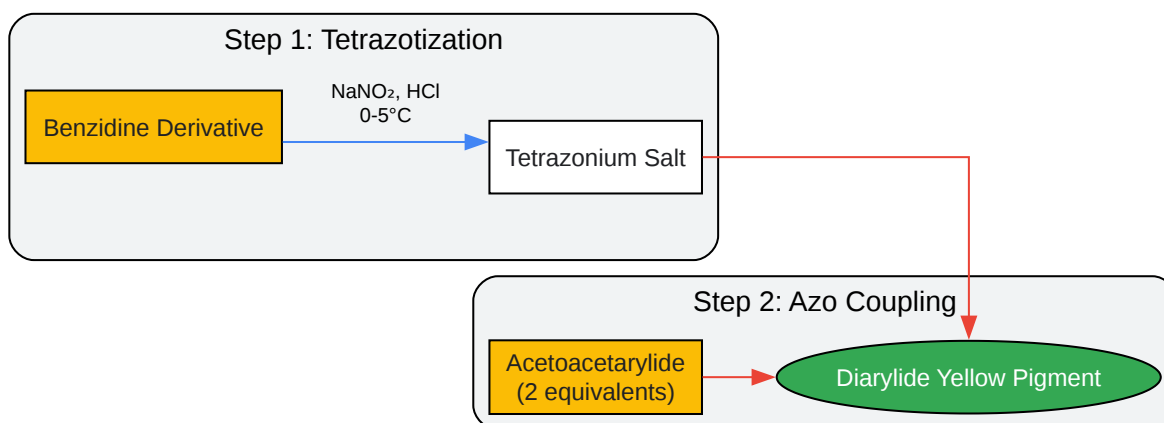 Step 1: Tetrazotization
NaNO₂, HCl
0-5°C
Benzidine Derivative
Tetrazonium Salt
Step 2: Azo Coupling
Acetoacetarylide
(2 equivalents)
Diarylide Yellow Pigment